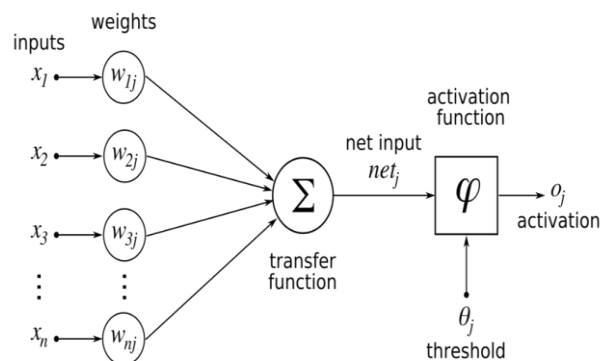 weights
inputs
x1
w1j
x2
w2j
x3
w3j
xn
wnj
Σ
transfer
function
net input
netj
activation
function
φ
oj
activation
θj
threshold